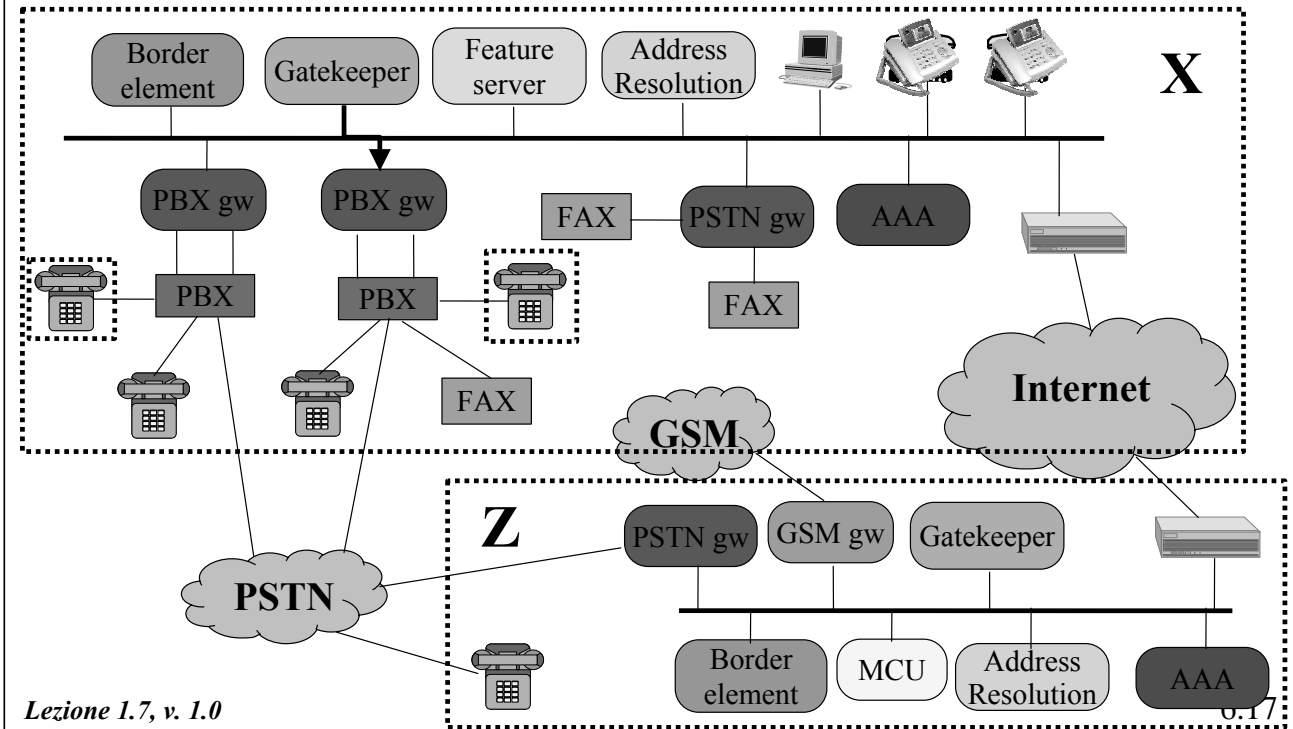 Border
element
Gatekeeper
Feature
server
Address
Resolution
X
PBX gw
PBX gw
FAX
PSTN gw
AAA
PBX
PBX
FAX
FAX
Internet
GSM
Z
PSTN gw
GSM gw
Gatekeeper
PSTN
Border
element
MCU
Address
Resolution
AAA
Lezione 1.7, v. 1.0
6.17